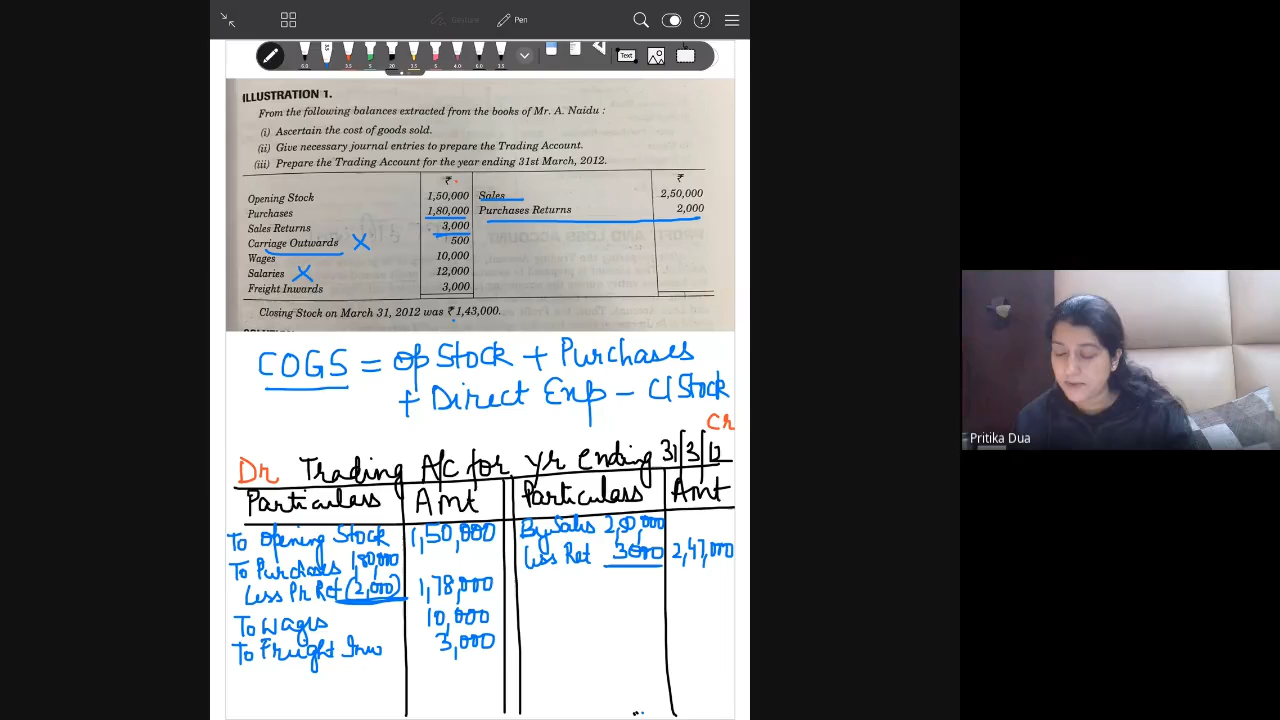 Gesture
Pen
Text
ILLUSTRATION 1.
From the following balances extracted from the books of Mr. A. Naidu :
(i) Ascertain the cost of goods sold.
(ii) Give necessary journal entries to prepare the Trading Account.
(iii) Prepare the Trading Account for the year ending 31st March, 2012.
₹ ₹
Opening Stock 1,50,000 Sales 2,50,000
Purchases 1,80,000 Purchases Returns 2,000
Sales Returns 3,000
Carriage Outwards 500
Wages 10,000
Salaries 12,000
Freight Inwards 3,000
Closing Stock on March 31, 2012 was ₹ 1,43,000.
COGS = op Stock + Purchases
+ Direct Exp - Cl Stock
Cr
Dr Trading A/C for yr ending 31/3/12
Particulars Amt Particulars Amt
To opening Stock 1,50,000 By Sales 2,50,000
To Purchases 1,80,000 Less Ret 3000 2,47,000
Less Pr Ret (2,000) 1,78,000
To wages 10,000
To Freight Inw 3,000
Pritika Dua